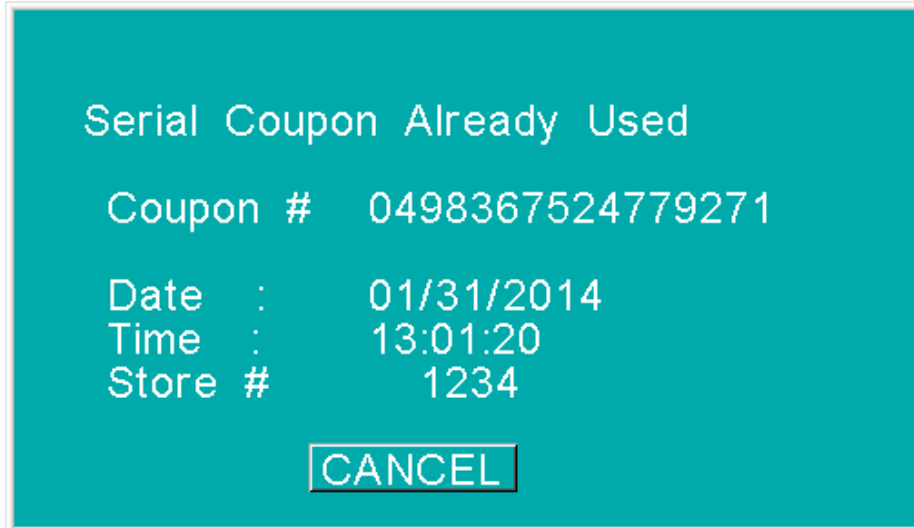 Serial Coupon Already Used
Coupon # 0498367524779271
Date : 01/31/2014
Time : 13:01:20
Store # 1234
CANCEL